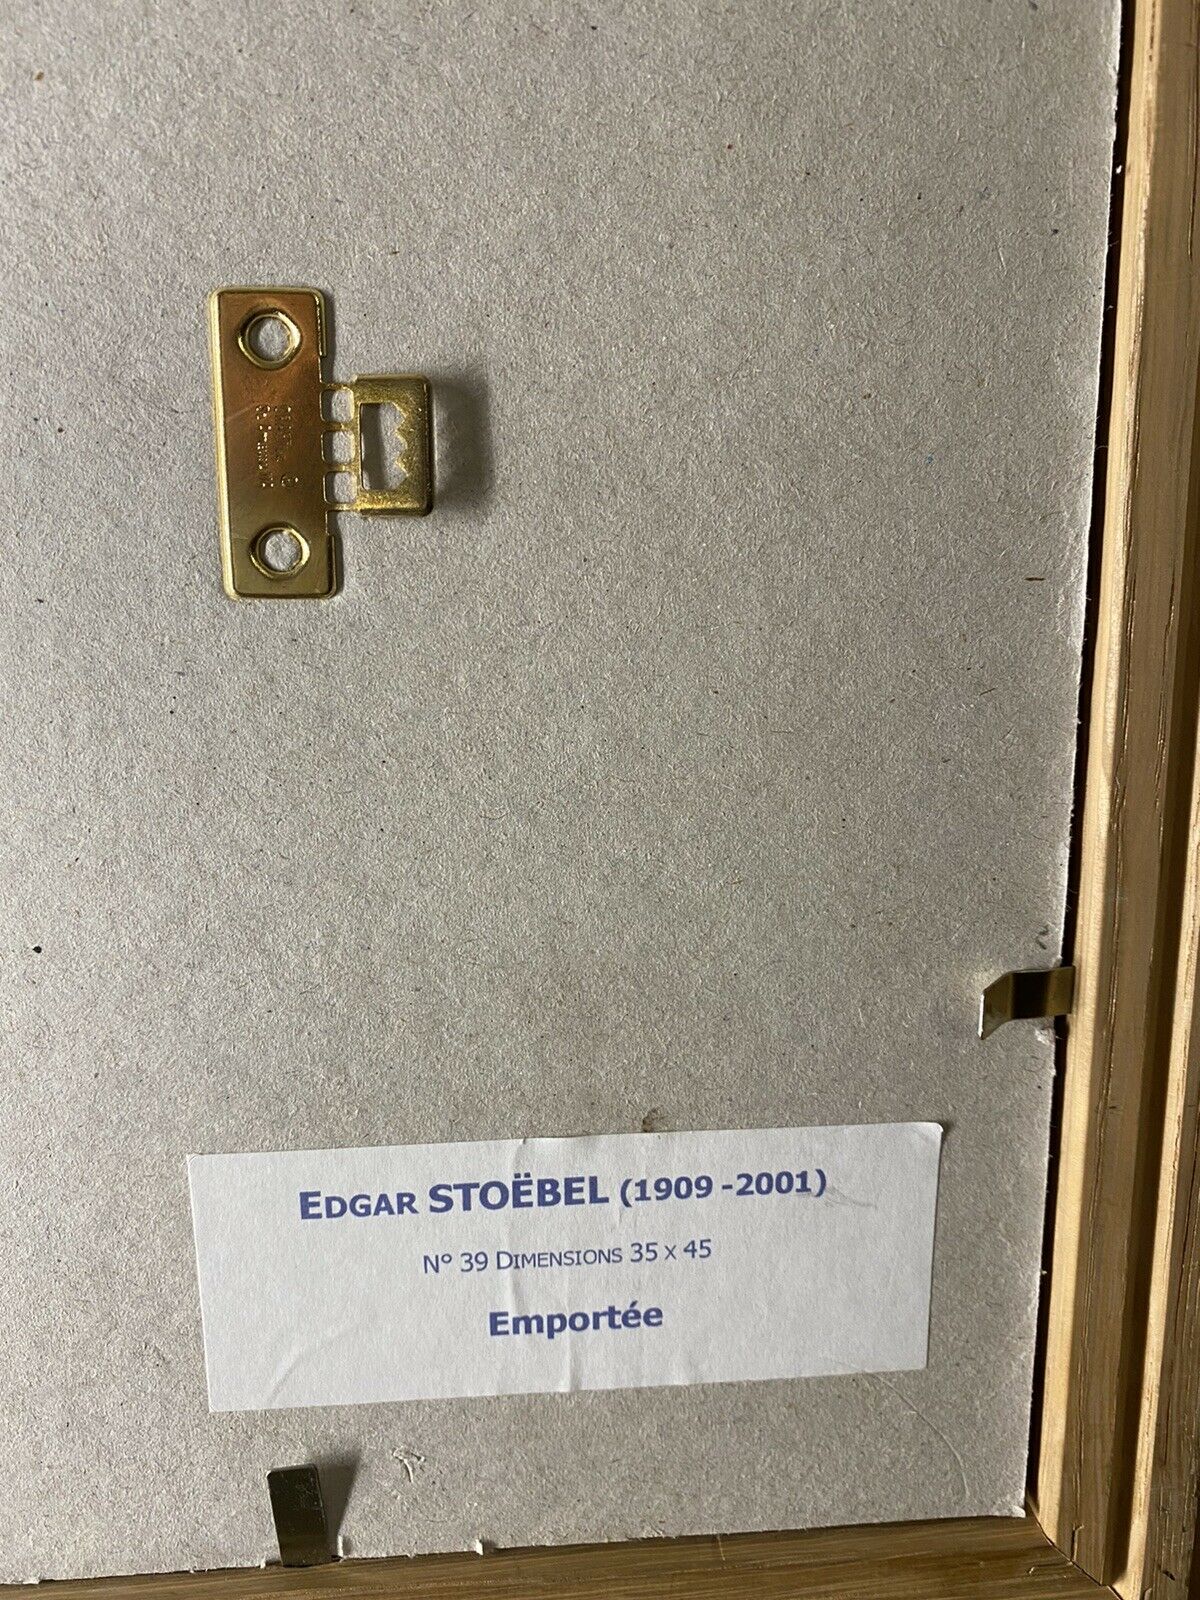 EDGAR STOËBEL (1909 -2001)
N° 39 DIMENSIONS 35 X 45
Emportée